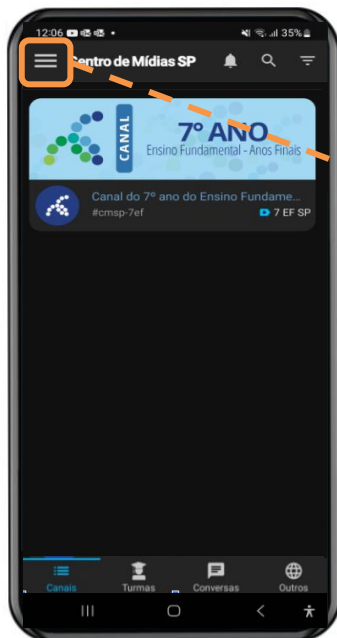 12:06 35%
Centro de Mídias SP
CANAL
7º ANO
Ensino Fundamental - Anos Finais
Canal do 7º ano do Ensino Fundame...
#cmsp-7ef 7 EF SP
Canais Turmas Conversas Outros